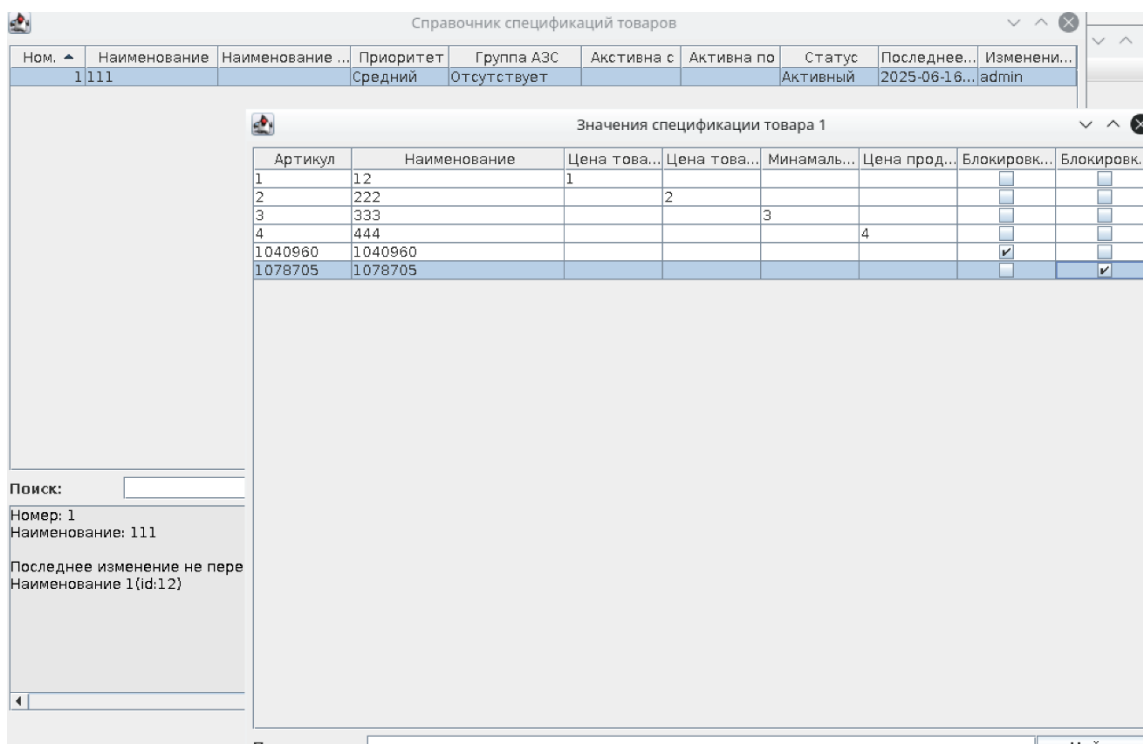 Справочник спецификаций товаров
Ном. Наименование Наименование ... Приоритет Группа АЗС Акстивна с Активна по Статус Последнее... Изменени...
1 111 Средний Отсутствует Активный 2025-06-16... admin
Значения спецификации товара 1
Артикул Наименование Цена това... Цена това... Минамаль... Цена прод... Блокировк... Блокировк.
1 12 1
2 222 2
3 333 3
4 444 4
1040960 1040960
1078705 1078705
Поиск:
Номер: 1
Наименование: 111
Последнее изменение не пере
Наименование 1(id:12)